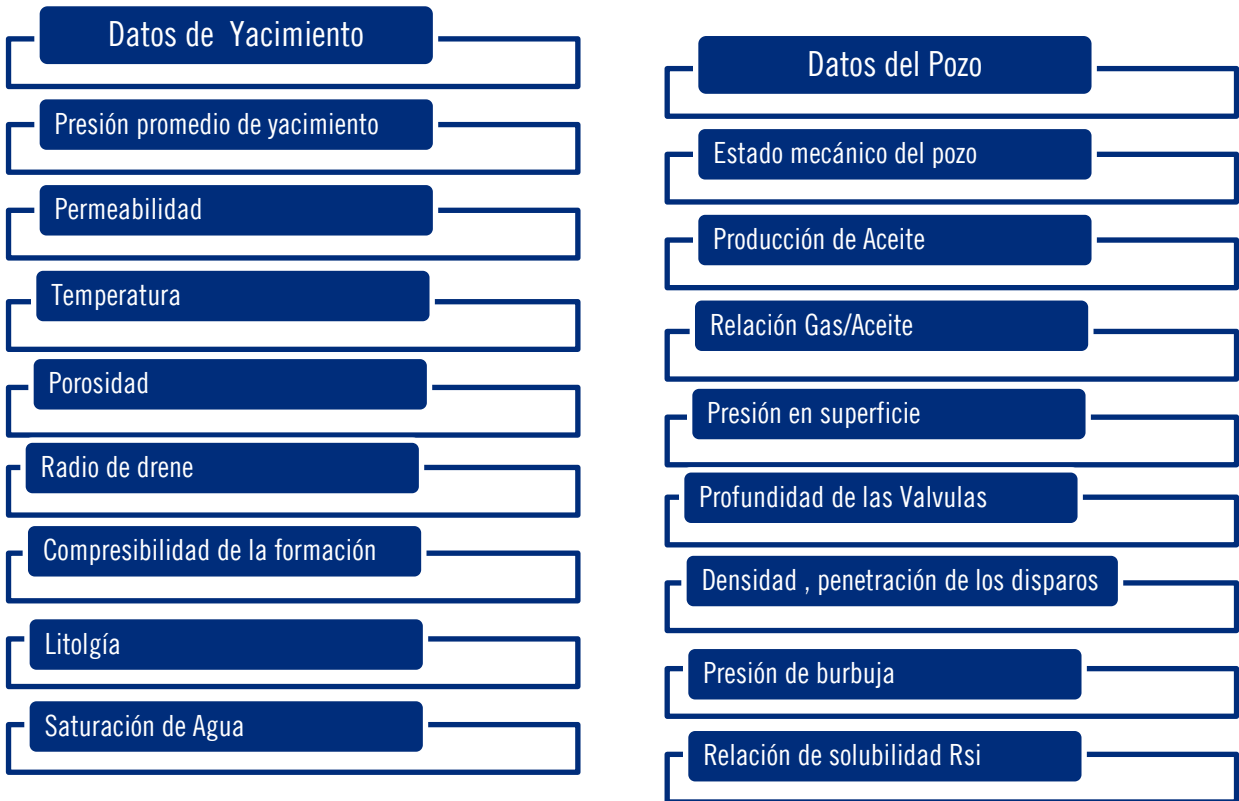 Datos de Yacimiento
Presión promedio de yacimiento
Permeabilidad
Temperatura
Porosidad
Radio de drene
Compresibilidad de la formación
Litolgía
Saturación de Agua
Datos del Pozo
Estado mecánico del pozo
Producción de Aceite
Relación Gas/Aceite
Presión en superficie
Profundidad de las Valvulas
Densidad , penetración de los disparos
Presión de burbuja
Relación de solubilidad Rsi